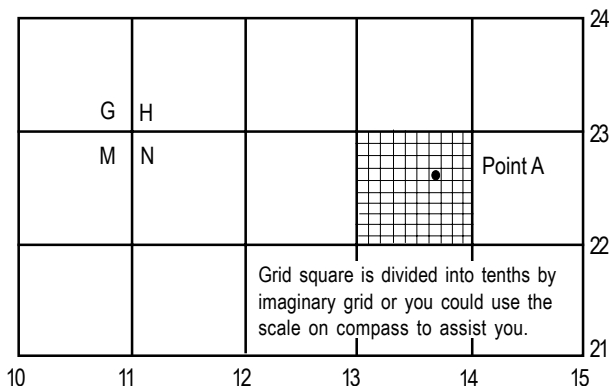 24
G H
23
M N
Point A
22
Grid square is divided into tenths by
imaginary grid or you could use the
scale on compass to assist you.
21
10 11 12 13 14 15